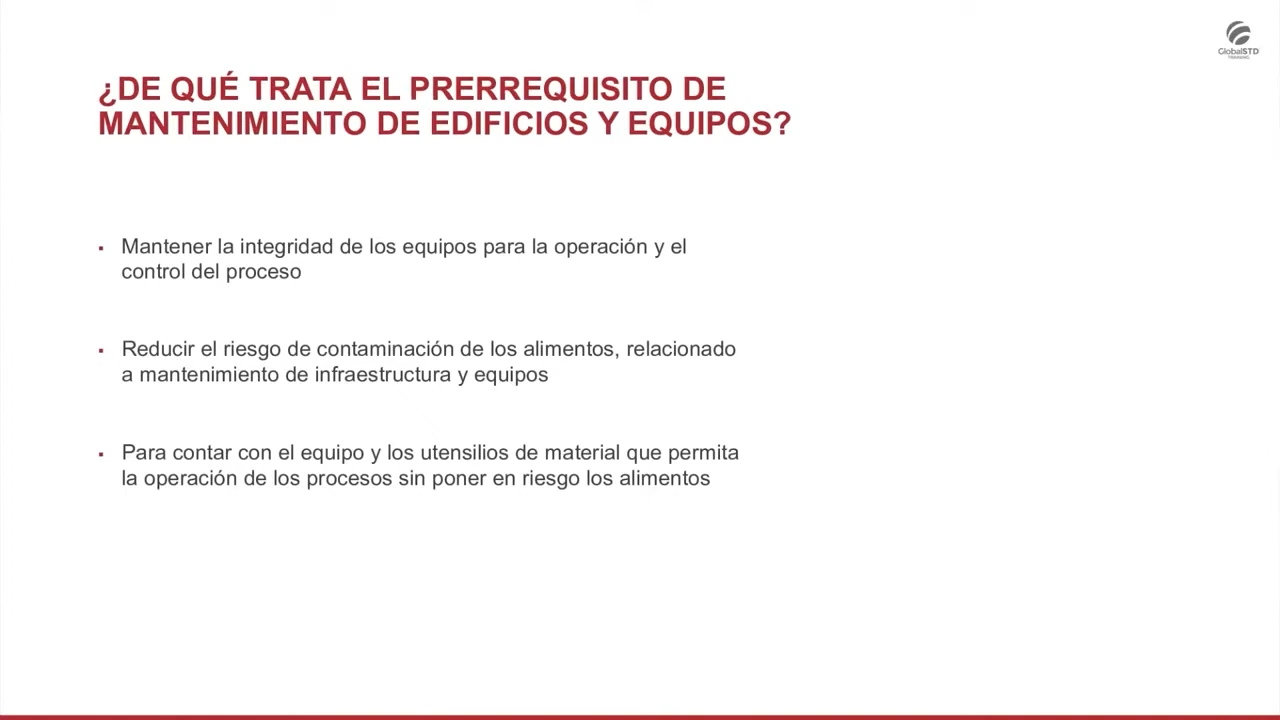 GlobalSTD
TRAINING
¿DE QUÉ TRATA EL PRERREQUISITO DE
MANTENIMIENTO DE EDIFICIOS Y EQUIPOS?
▪ Mantener la integridad de los equipos para la operación y el
control del proceso
▪ Reducir el riesgo de contaminación de los alimentos, relacionado
a mantenimiento de infraestructura y equipos
▪ Para contar con el equipo y los utensilios de material que permita
la operación de los procesos sin poner en riesgo los alimentos